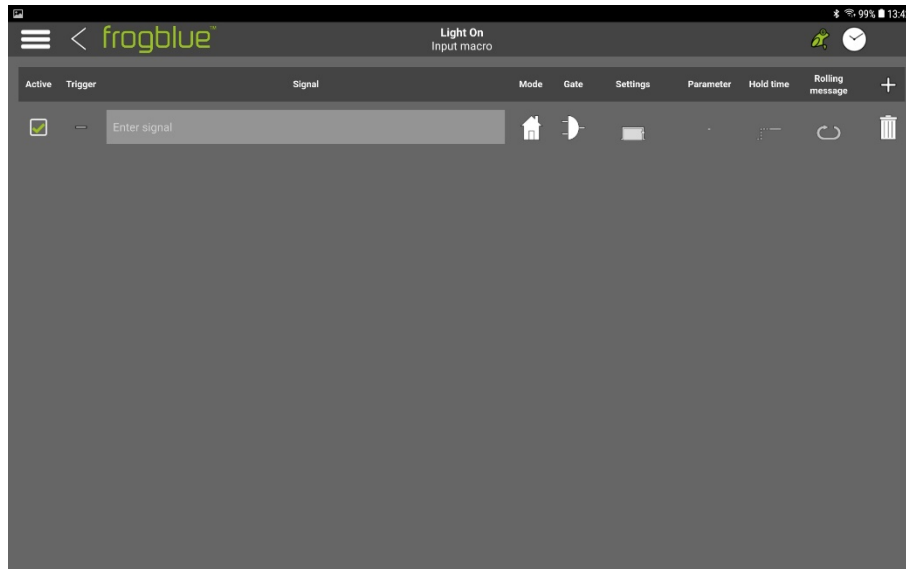 99% 13:4
frogblue™
Light On
Input macro
Active Trigger Signal Mode Gate Settings Parameter Hold time Rolling
message
Enter signal